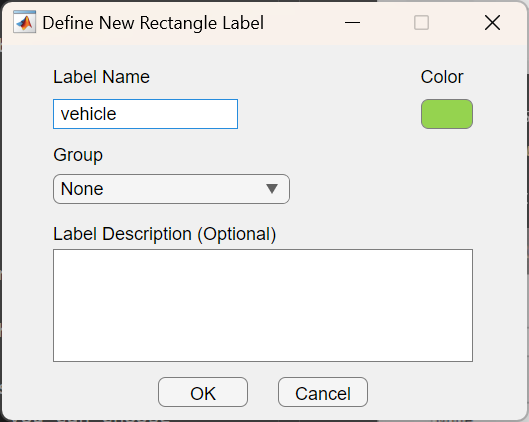 Define New Rectangle Label
Label Name
Color
vehicle
Group
None
Label Description (Optional)
OK
Cancel